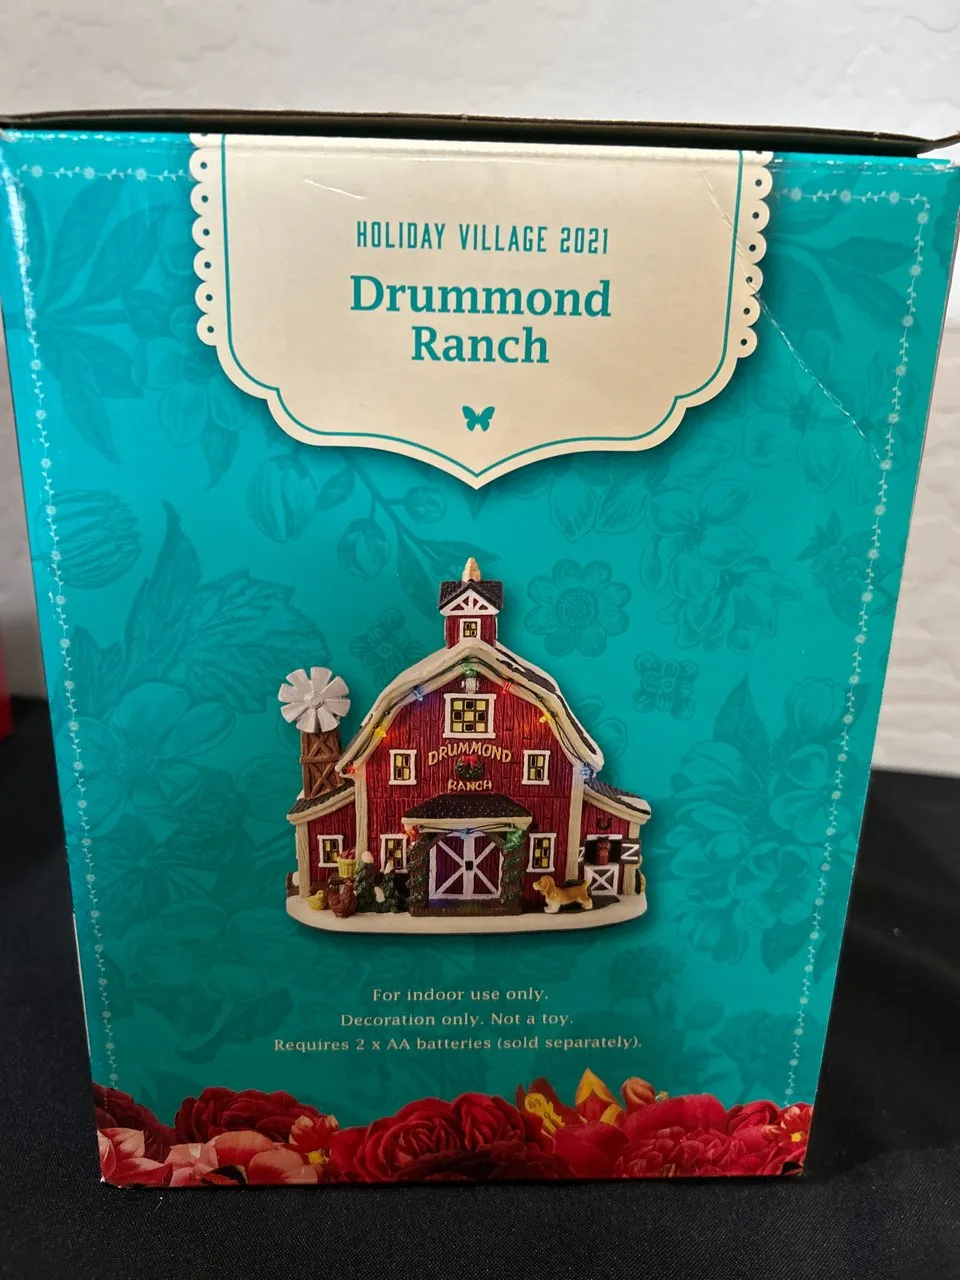 HOLIDAY VILLAGE 2021
Drummond
Ranch
DRUMMOND
RANCH
For indoor use only.
Decoration only. Not a toy.
Requires 2 x AA batteries (sold separately).